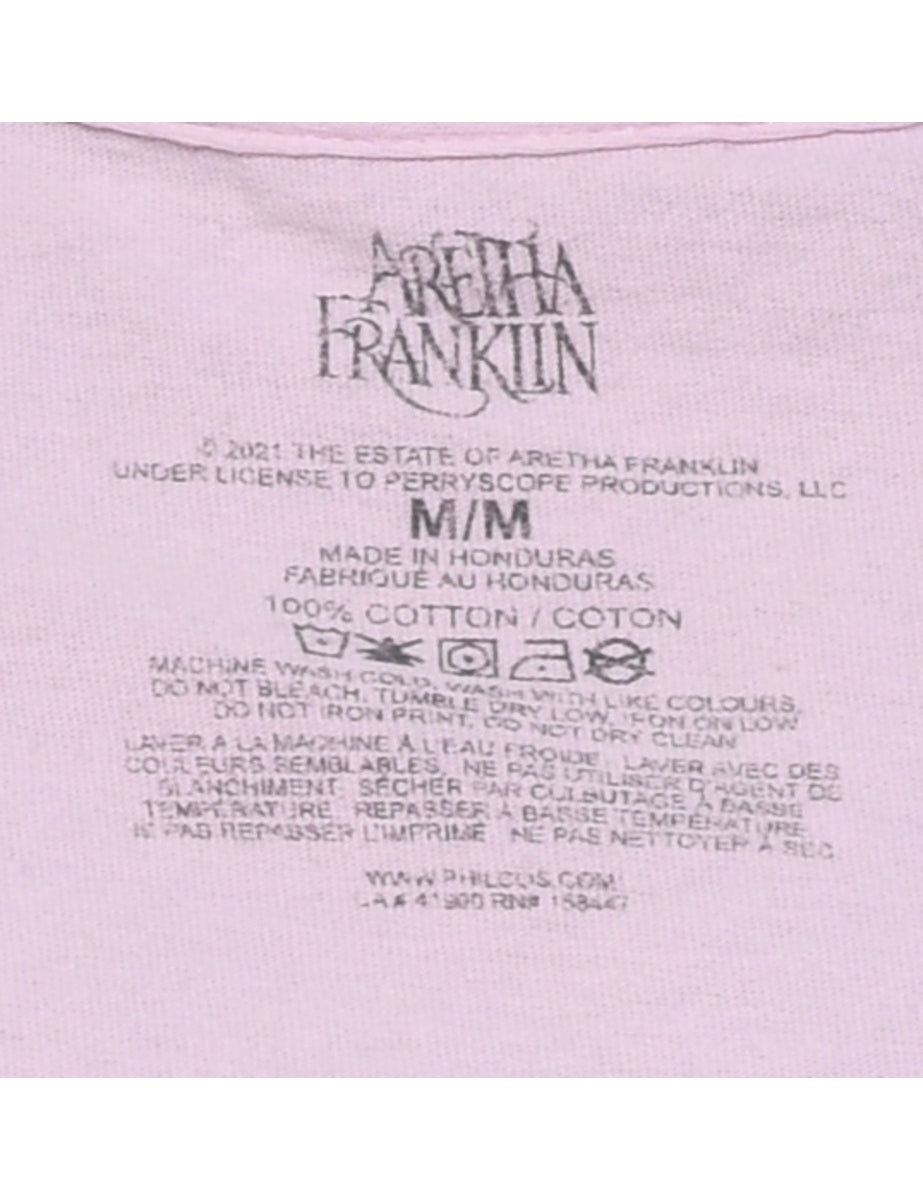 ARETHA
FRANKLIN
© 2021 THE ESTATE OF ARETHA FRANKLIN
UNDER LICENSE TO PERRYSCOPE PRODUCTIONS, LLC
M/M
MADE IN HONDURAS
FABRIQUÉ AU HONDURAS
100% COTTON / COTON
MACHINE WASH COLD, WASH WITH LIKE COLOURS,
DO NOT BLEACH, TUMBLE DRY LOW, IRON ON LOW
DO NOT IRON PRINT, DO NOT DRY CLEAN
LAVER À LA MACHINE À L'EAU FROIDE, LAVER AVEC DES
COULEURS SEMBLABLES, NE PAS UTILISER D'AGENT DE
BLANCHIMENT, SÉCHER PAR CULBUTAGE À BASSE
TEMPÉRATURE, REPASSER À BASSE TEMPÉRATURE,
NE PAS REPASSER L'IMPRIMÉ, NE PAS NETTOYER À SEC.
WWW.PHILCOS.COM
CA# 41900 RN#